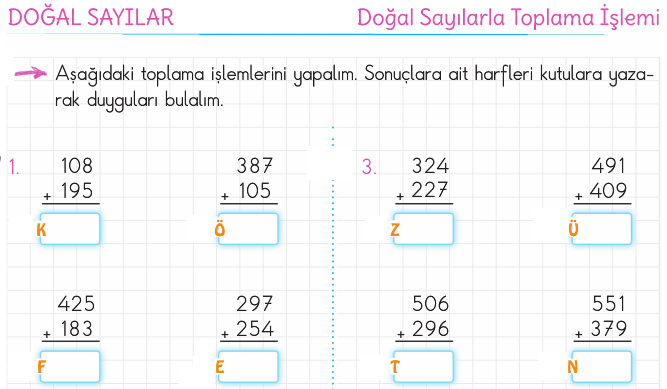 DOĞAL SAYILAR
Doğal Sayılarla Toplama İşlemi
Aşağıdaki toplama işlemlerini yapalım. Sonuçlara ait harfleri kutulara yaza-
rak duyguları bulalım.
1.
108
+ 195
K
387
+ 105
Ö
3.
324
+ 227
Z
491
+ 409
Ü
425
+ 183
F
297
+ 254
E
506
+ 296
T
551
+ 379
N